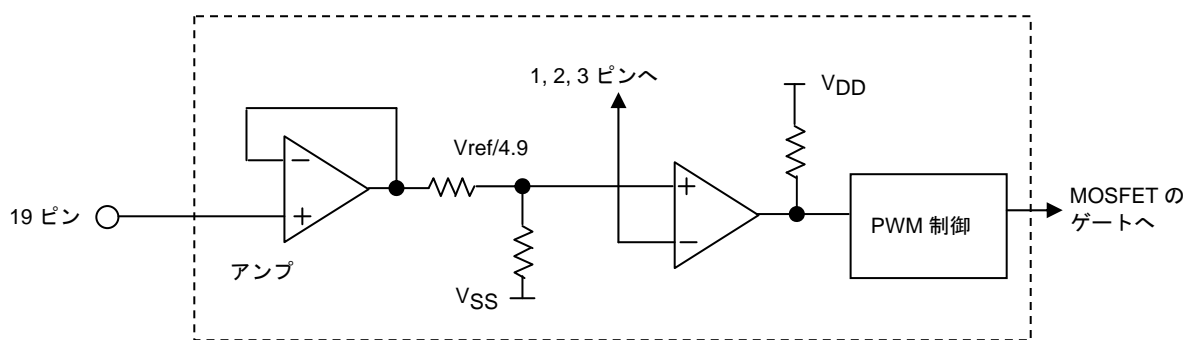 1, 2, 3 ピンへ
VDD
Vref/4.9
−
+
19 ピン
アンプ
VSS
+
−
PWM 制御
MOSFET の
ゲートへ